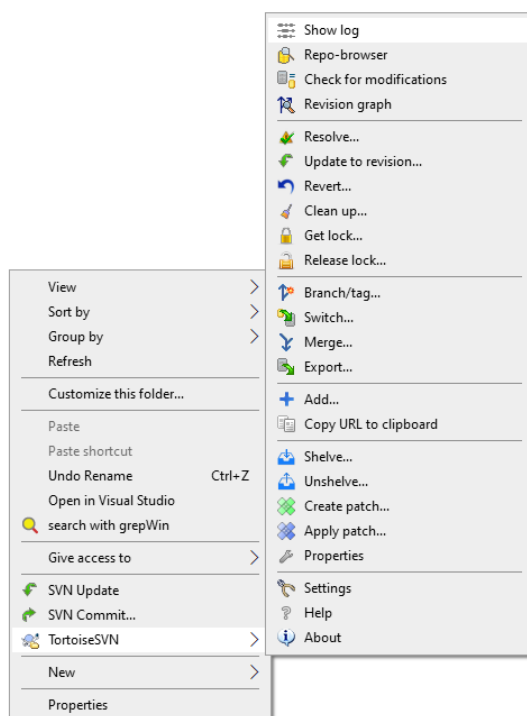 Show log
Repo-browser
Check for modifications
Revision graph
Resolve...
Update to revision...
Revert...
Clean up...
Get lock...
Release lock...
Branch/tag...
Switch...
Merge...
Export...
Add...
Copy URL to clipboard
Shelve...
Unshelve...
Create patch...
Apply patch...
Properties
Settings
Help
About
View
Sort by
Group by
Refresh
Customize this folder...
Paste
Paste shortcut
Undo Rename Ctrl+Z
Open in Visual Studio
search with grepWin
Give access to
SVN Update
SVN Commit...
TortoiseSVN
New
Properties